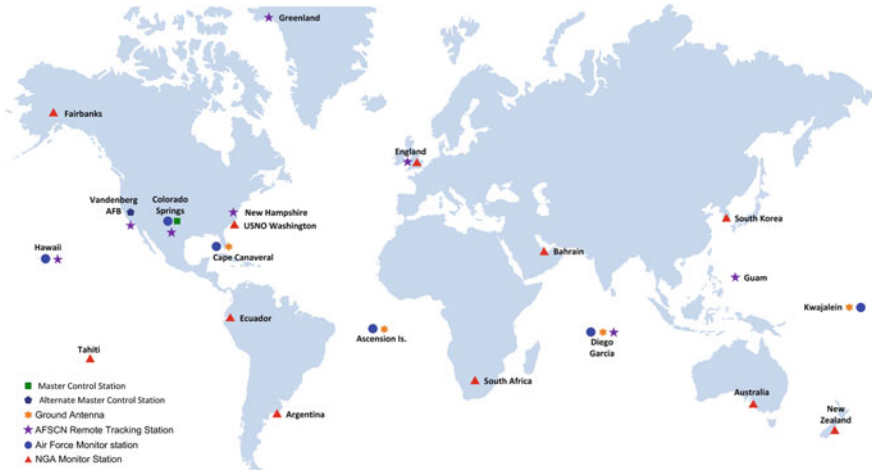 Greenland
Fairbanks
England
Vandenberg
AFB
Colorado
Springs
New Hampshire
USNO Washington
South Korea
Hawaii
Cape Canaveral
Bahrain
Guam
Kwajalein
Ecuador
Ascension Is.
Diego
Garcia
Tahiti
South Africa
Australia
New
Zealand
Argentina
Master Control Station
Alternate Master Control Station
Ground Antenna
AFSCN Remote Tracking Station
Air Force Monitor station
NGA Monitor Station